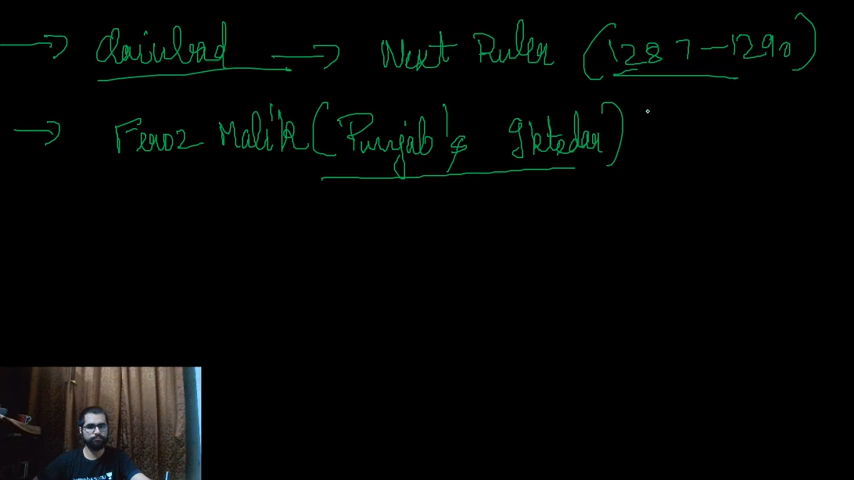 → Qaiubad → Next Ruler (1287-1290)
→ Feroz Malik (Punjab's Iktedar)